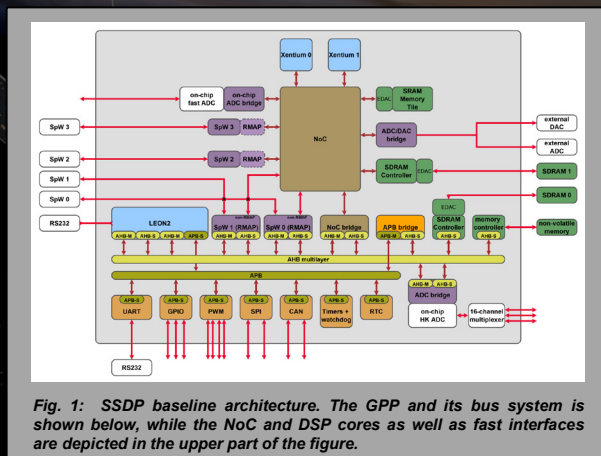 Xentium 0
Xentium 1
on-chip
fast ADC
on-chip
ADC bridge
EDAC
SRAM
Memory
Tile
NoC
SpW 3
SpW 3
RMAP
ADC/DAC
bridge
external
DAC
external
ADC
SpW 2
SpW 2
RMAP
SDRAM
Controller
EDAC
SDRAM 1
SpW 1
SpW 0
SDRAM 0
RS232
LEON2
AHB-M
AHB-S
AHB-S
APB-S
non-RMAP
SpW 1 (RMAP)
AHB-M
AHB-S
non-RMAP
SpW 0 (RMAP)
AHB-M
AHB-S
NoC bridge
AHB-M
AHB-S
APB bridge
APB-M
AHB-S
EDAC
SDRAM
Controller
AHB-S
memory
controller
AHB-S
non-volatile
memory
AHB multilayer
APB
AHB-M
AHB-S
ADC bridge
on-chip
HK ADC
16-channel
multiplexer
APB-S
UART
APB-S
GPIO
APB-S
PWM
APB-S
SPI
APB-S
CAN
APB-S
Timers +
watchdog
APB-S
RTC
RS232
Fig. 1: SSDP baseline architecture. The GPP and its bus system is
shown below, while the NoC and DSP cores as well as fast interfaces
are depicted in the upper part of the figure.